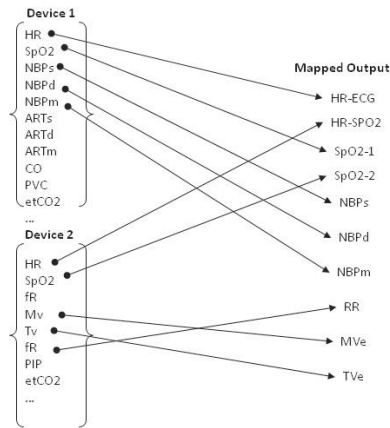 Device 1
HR
SpO2
NBPs
NBPd
NBPm
ARTs
ARTd
ARTm
CO
PVC
etCO2
...
Device 2
HR
SpO2
fR
Mv
Tv
fR
PIP
etCO2
...
Mapped Output
HR-ECG
HR-SPO2
SpO2-1
SpO2-2
NBPs
NBPd
NBPm
RR
MVe
TVe